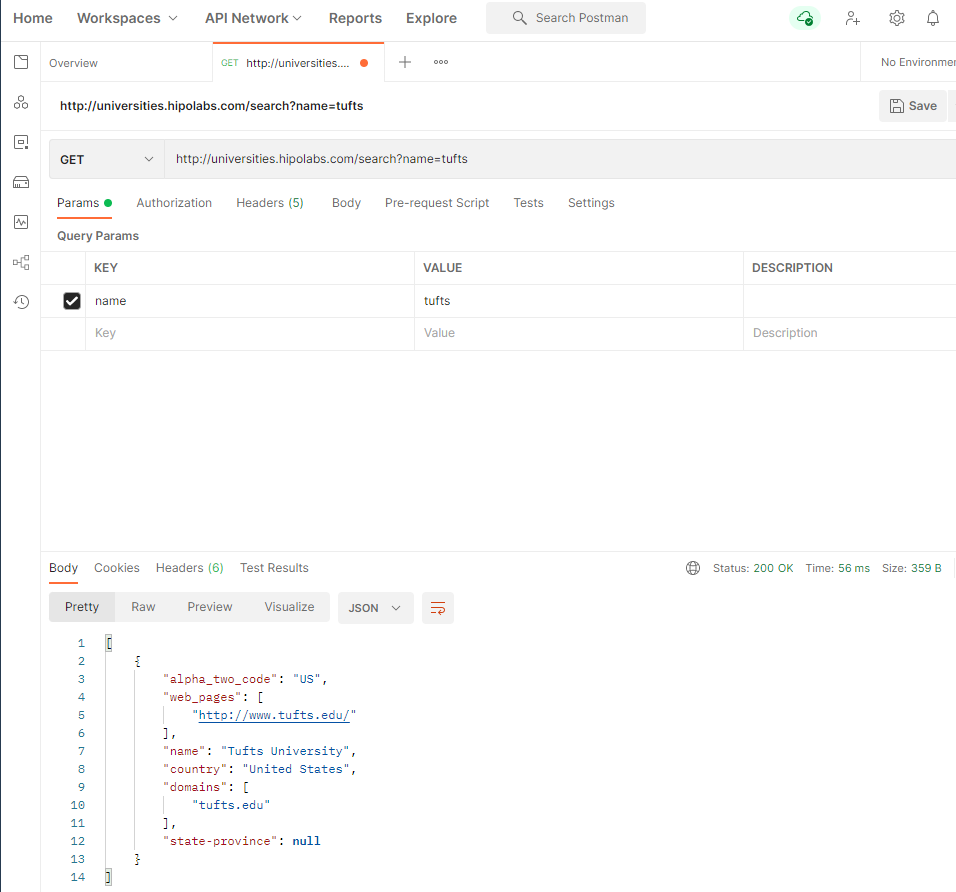 Home Workspaces API Network Reports Explore Search Postman
Overview GET http://universities.... No Environmen
http://universities.hipolabs.com/search?name=tufts Save
GET http://universities.hipolabs.com/search?name=tufts
Params Authorization Headers (5) Body Pre-request Script Tests Settings
Query Params
KEY VALUE DESCRIPTION
name tufts
Key Value Description
Body Cookies Headers (6) Test Results Status: 200 OK Time: 56 ms Size: 359 B
Pretty Raw Preview Visualize JSON
1 [
2 {
3 "alpha_two_code": "US",
4 "web_pages": [
5 "http://www.tufts.edu/"
6 ],
7 "name": "Tufts University",
8 "country": "United States",
9 "domains": [
10 "tufts.edu"
11 ],
12 "state-province": null
13 }
14 ]